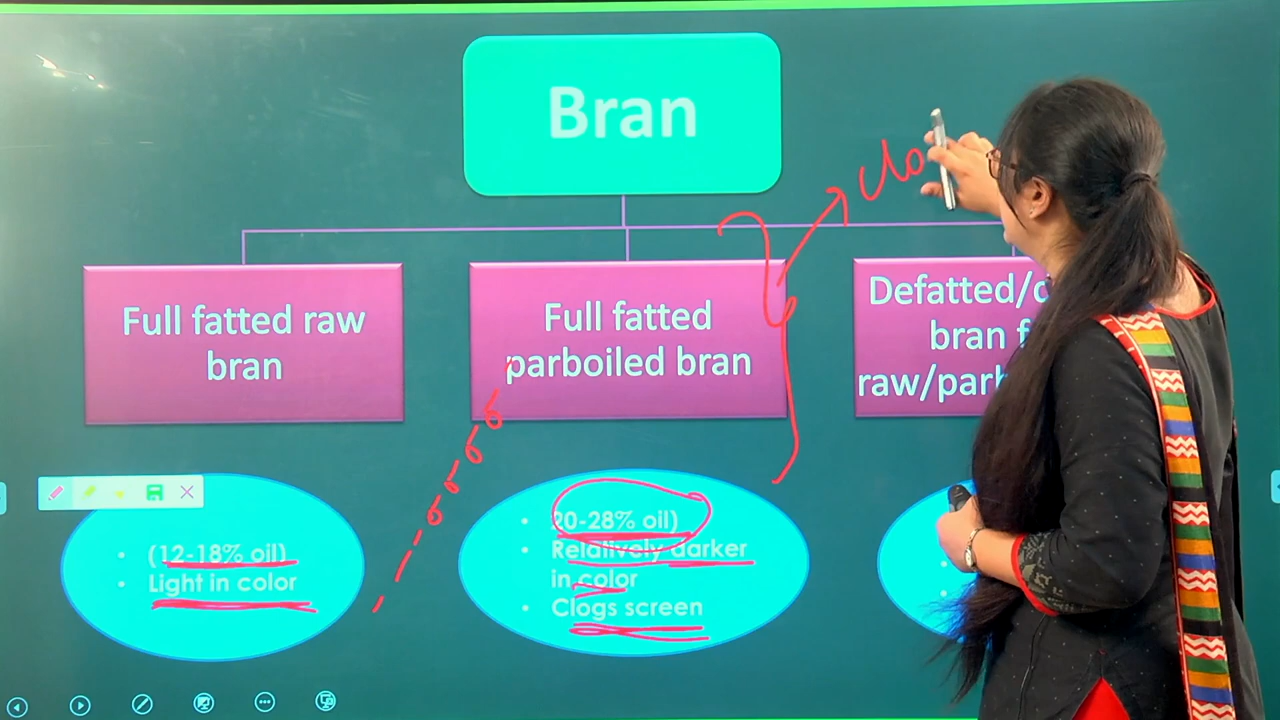 Bran
Full fatted raw
bran
Full fatted
parboiled bran
Defatted/
bran
raw/
• (12-18% oil)
• Light in color
• 20-28% oil)
• Relatively darker
in color
• Clogs screen